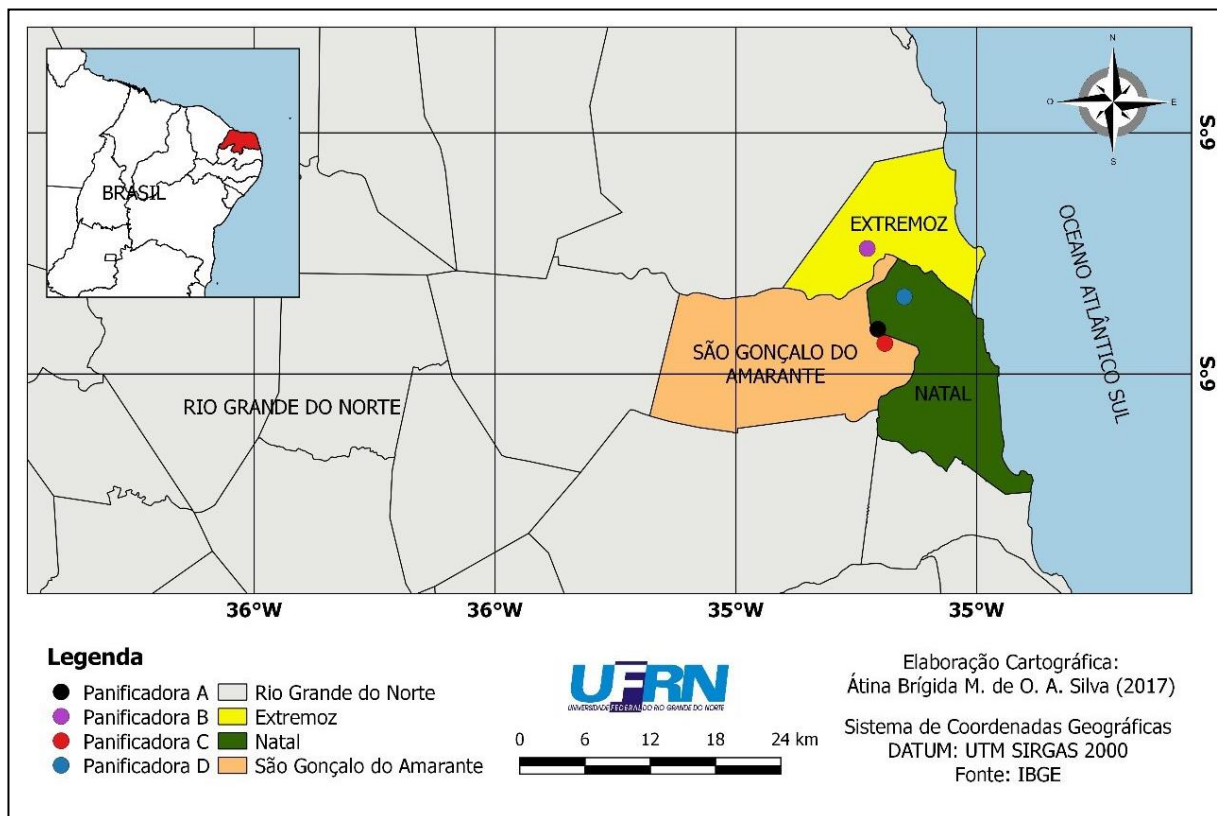 BRASIL
N
O
E
S
6°S
EXTREMOZ
OCEANO ATLÂNTICO SUL
SÃO GONÇALO DO
AMARANTE
NATAL
RIO GRANDE DO NORTE
6°S
36°W
36°W
35°W
35°W
Legenda
Panificadora A
Panificadora B
Panificadora C
Panificadora D
Rio Grande do Norte
Extremoz
Natal
São Gonçalo do Amarante
UFRN
UNIVERSIDADE FEDERAL DO RIO GRANDE DO NORTE
0 6 12 18 24 km
Elaboração Cartográfica:
Átina Brígida M. de O. A. Silva (2017)
Sistema de Coordenadas Geográficas
DATUM: UTM SIRGAS 2000
Fonte: IBGE